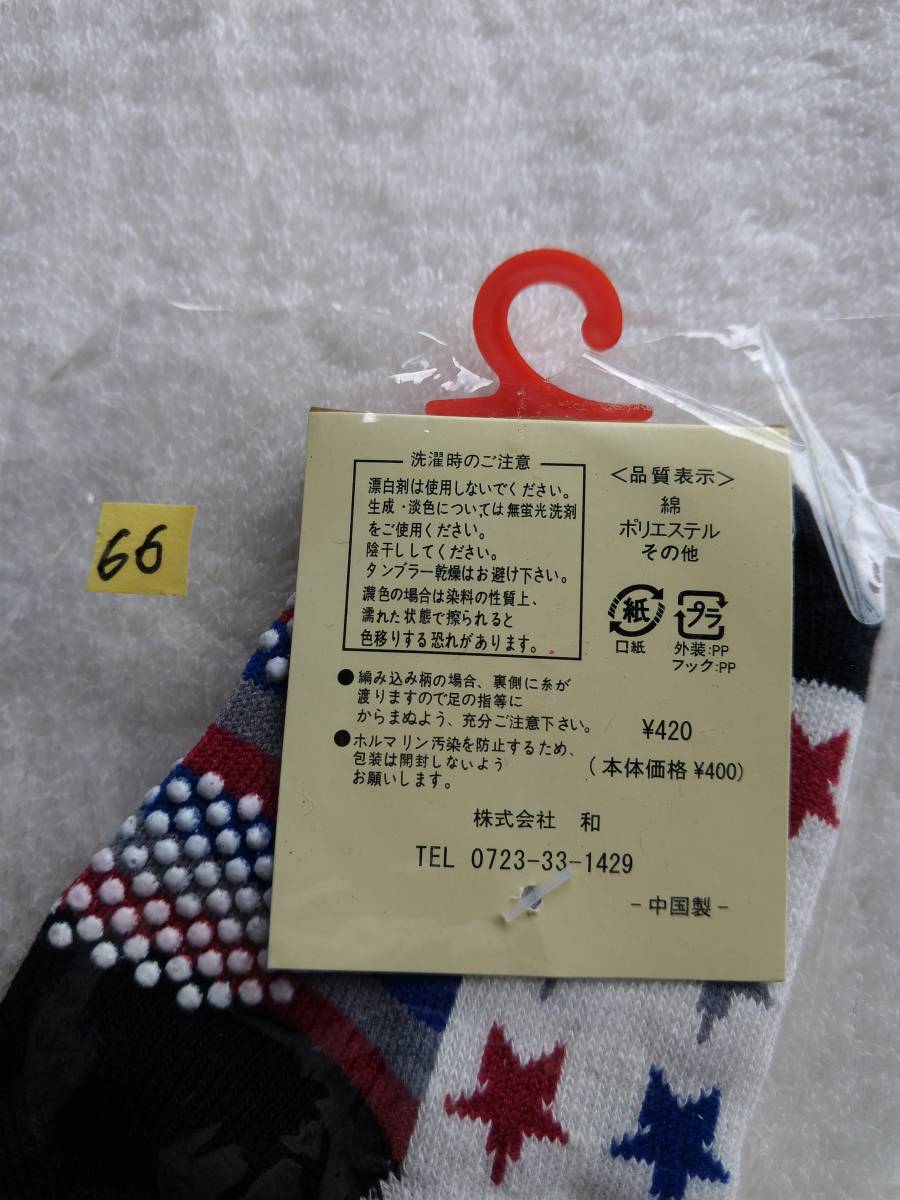 66
洗濯時のご注意
漂白剤は使用しないでください。
生成・淡色については無蛍光洗剤
をご使用ください。
陰干ししてください。
タンブラー乾燥はお避け下さい。
濃色の場合は染料の性質上、
濡れた状態で擦られると
色移りする恐れがあります。
●編み込み柄の場合、裏側に糸が
渡りますので足の指等に
からまぬよう、充分ご注意下さい。
●ホルマリン汚染を防止するため、
包装は開封しないよう
お願いします。
＜品質表示＞
綿
ポリエステル
その他
紙
口紙
プラ
外装:PP
フック:PP
¥420
(本体価格 ¥400)
株式会社 和
TEL 0723-33-1429
-中国製-